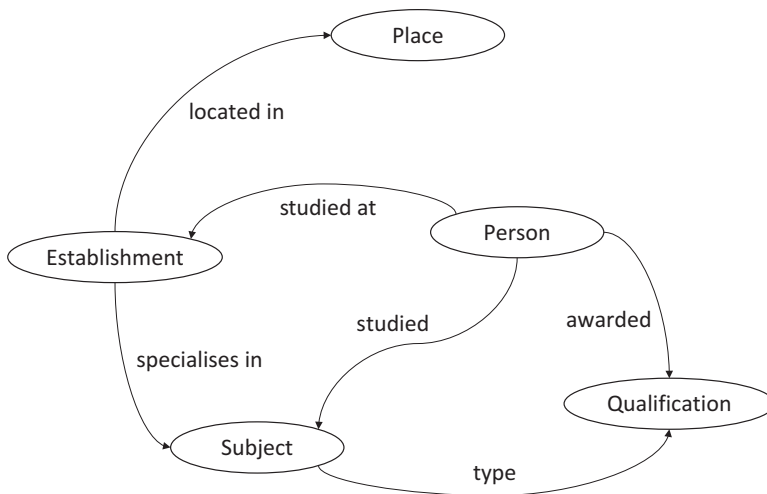 Place
located in
studied at
Person
Establishment
studied
awarded
specialises in
Qualification
Subject
type